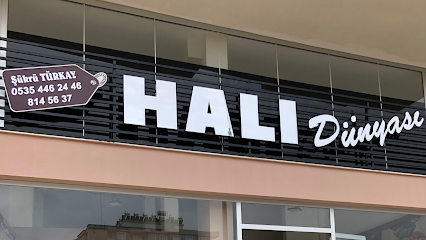 Şükrü TÜRKAY
0535 446 24 46
814 56 37
HALI Dünyası